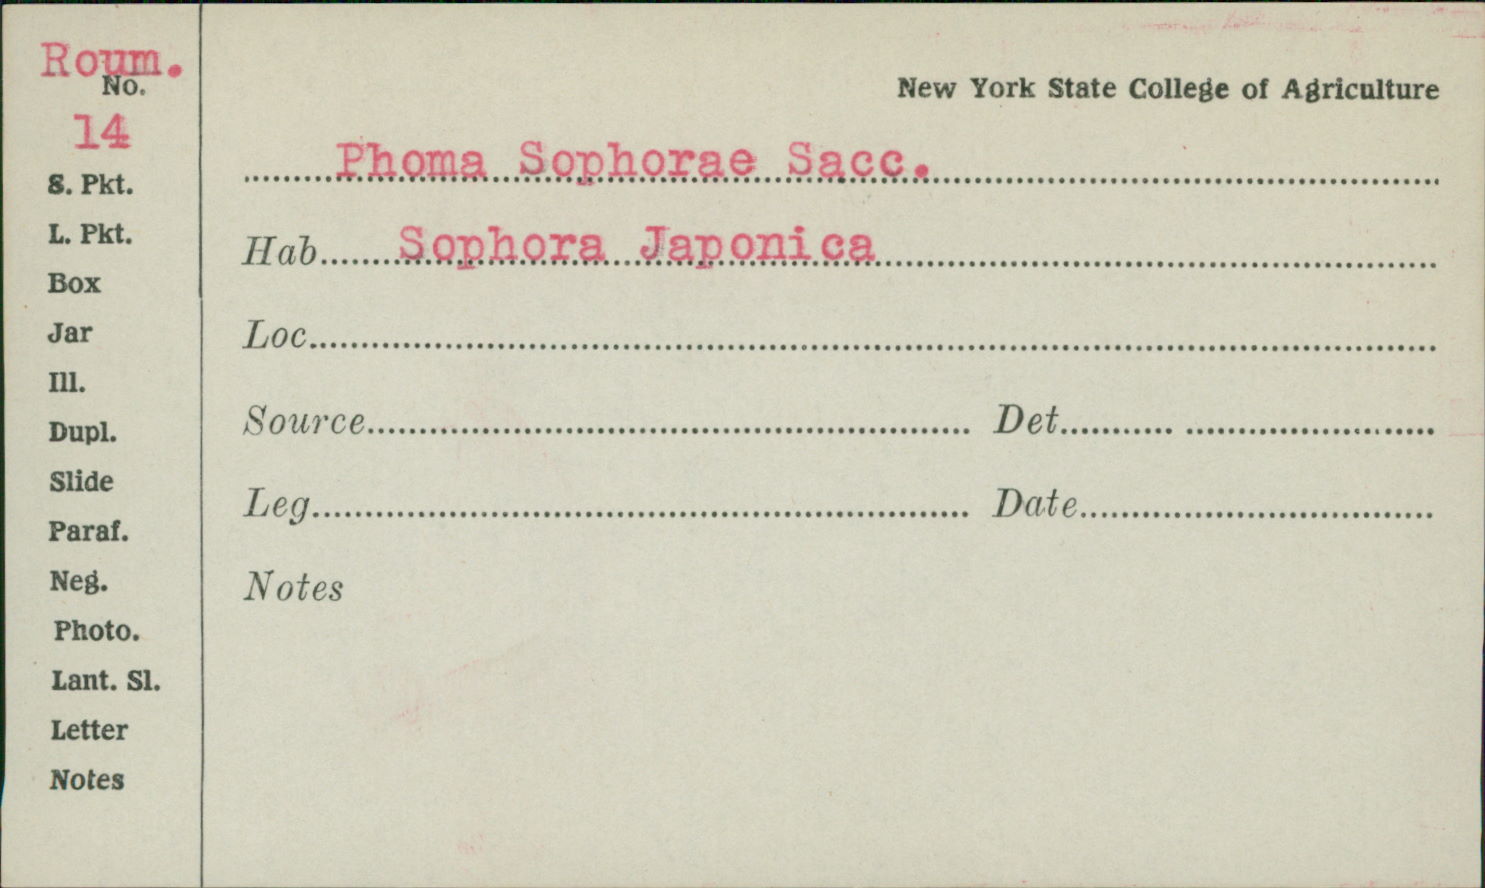 Roum.
No.
14
S. Pkt.
L. Pkt.
Box
Jar
Ill.
Dupl.
Slide
Paraf.
Neg.
Photo.
Lant. Sl.
Letter
Notes
New York State College of Agriculture
Phoma Sophorae Sacc.
Hab. Sophora Japonica
Loc.
Source Det.
Leg. Date
Notes